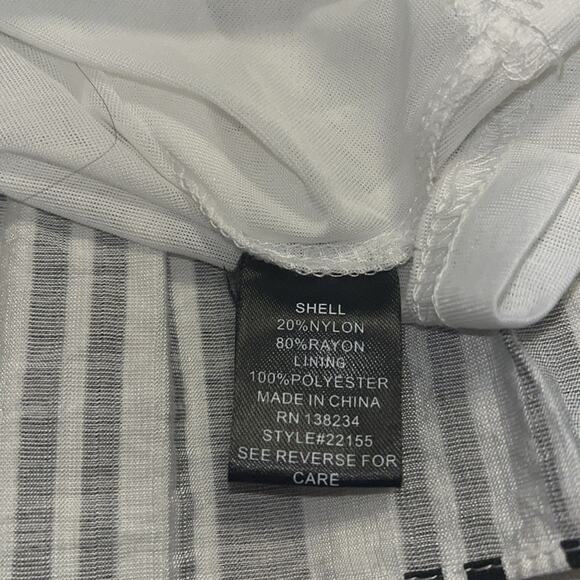 SHELL
20%NYLON
80%RAYON
LINING
100%POLYESTER
MADE IN CHINA
RN 138234
STYLE#22155
SEE REVERSE FOR
CARE